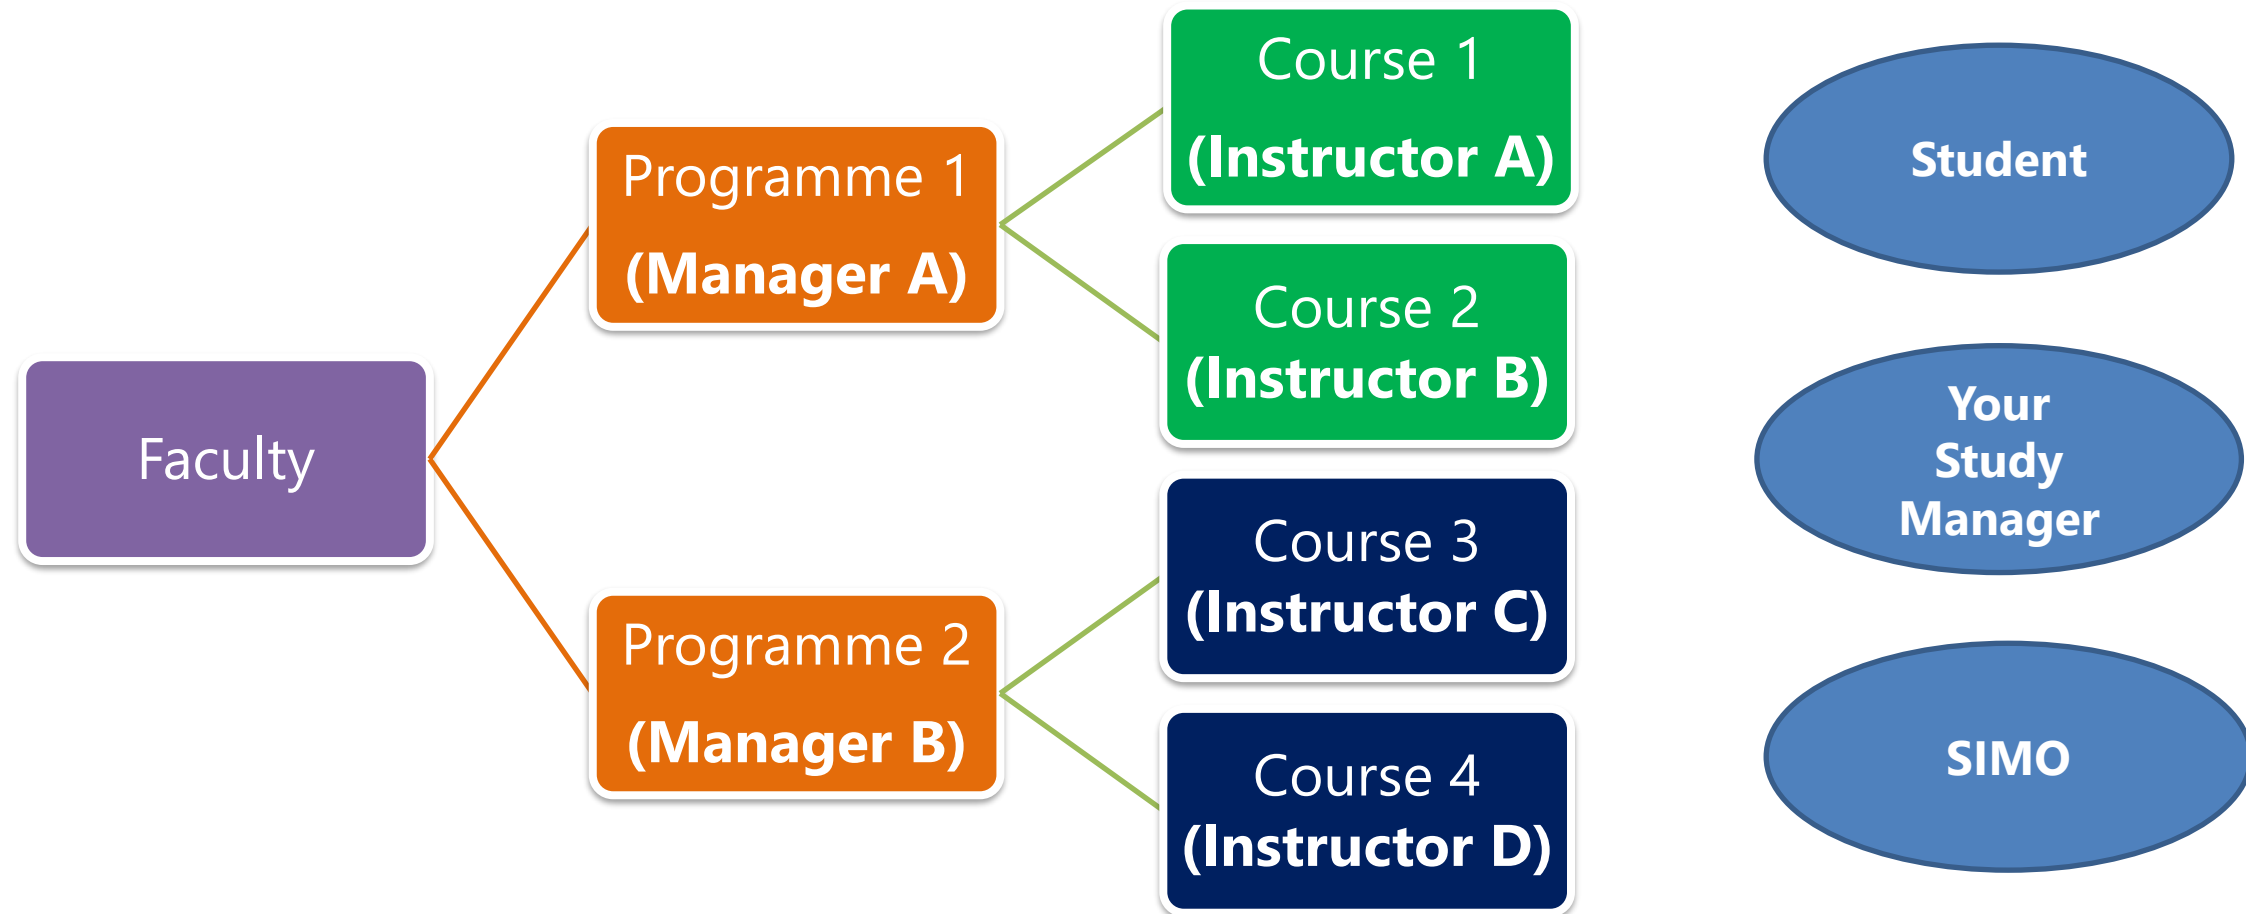 Faculty
Programme 1
(Manager A)
Programme 2
(Manager B)
Course 1
(Instructor A)
Course 2
(Instructor B)
Course 3
(Instructor C)
Course 4
(Instructor D)
Student
Your
Study
Manager
SIMO